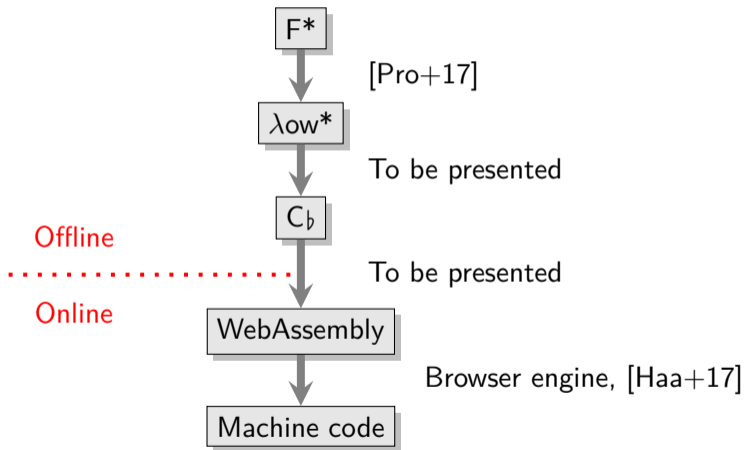 F*
[Pro+17]
λow*
To be presented
C♭
Offline
To be presented
Online
WebAssembly
Browser engine, [Haa+17]
Machine code